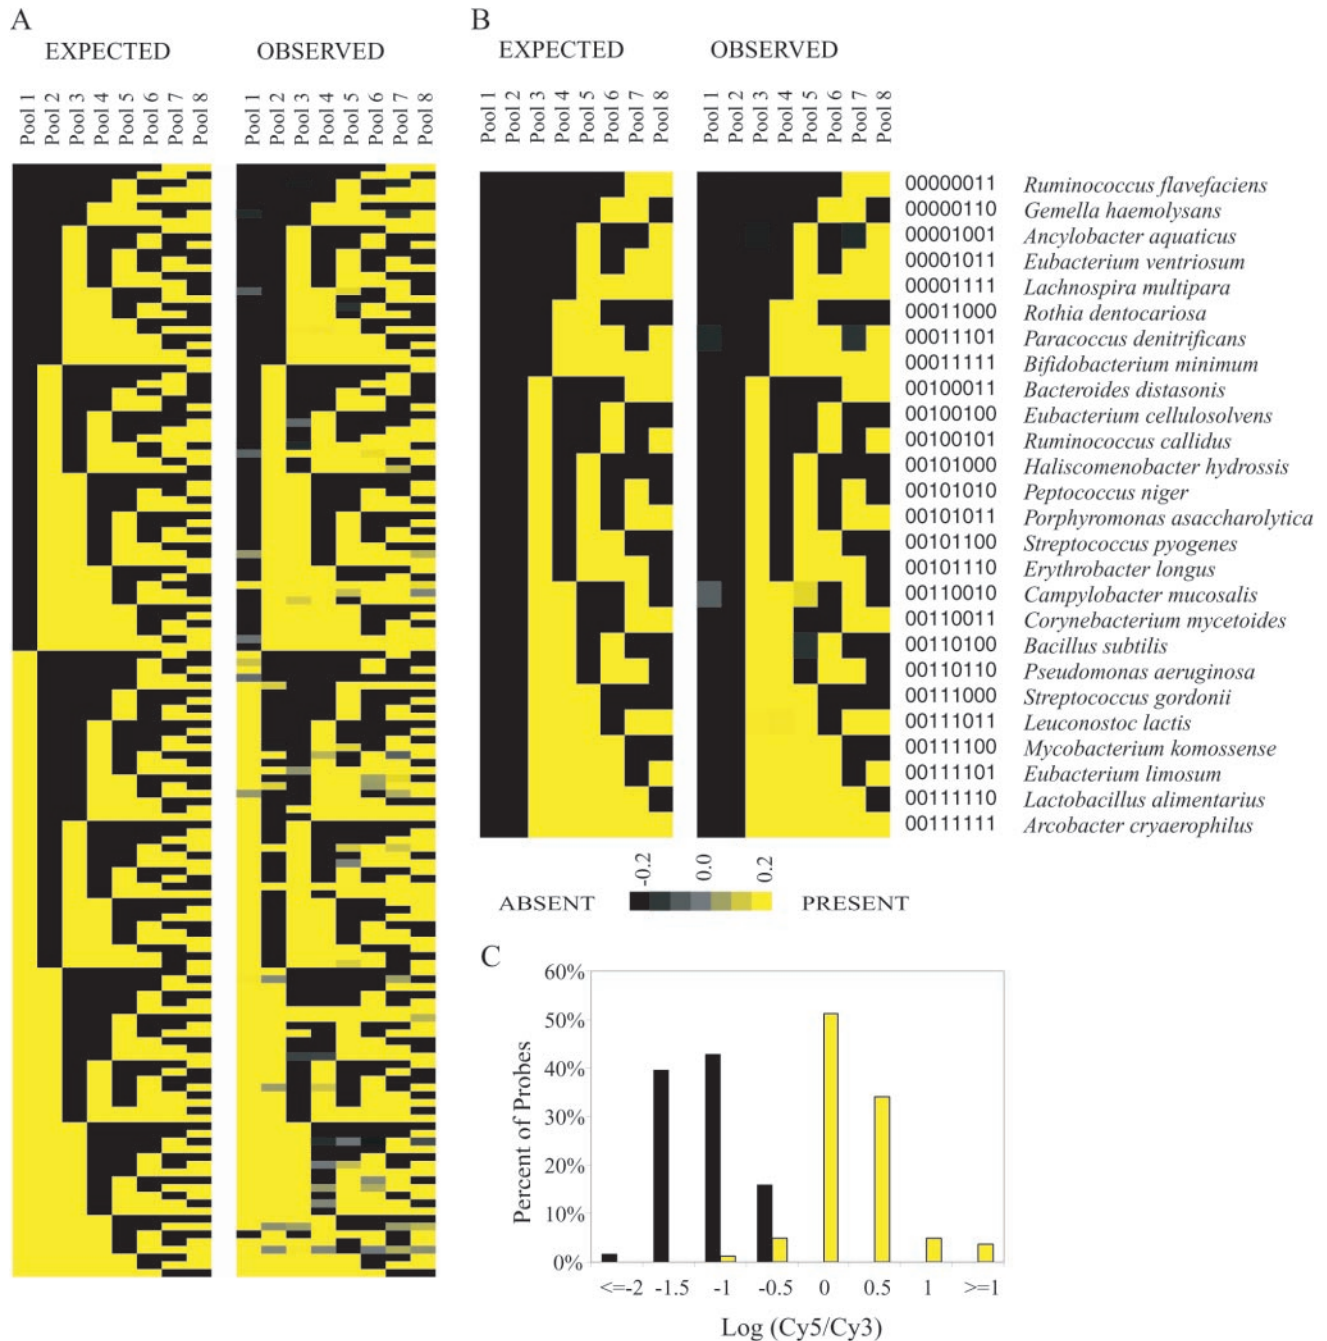 A
EXPECTED OBSERVED
Pool 1 Pool 2 Pool 3 Pool 4 Pool 5 Pool 6 Pool 7 Pool 8 Pool 1 Pool 2 Pool 3 Pool 4 Pool 5 Pool 6 Pool 7 Pool 8
B
EXPECTED OBSERVED
Pool 1 Pool 2 Pool 3 Pool 4 Pool 5 Pool 6 Pool 7 Pool 8 Pool 1 Pool 2 Pool 3 Pool 4 Pool 5 Pool 6 Pool 7 Pool 8
00000011 Ruminococcus flavefaciens
00000110 Gemella haemolysans
00001001 Ancylobacter aquaticus
00001011 Eubacterium ventriosum
00001111 Lachnospira multipara
00011000 Rothia dentocariosa
00011101 Paracoccus denitrificans
00011111 Bifidobacterium minimum
00100011 Bacteroides distasonis
00100100 Eubacterium cellulosolvens
00100101 Ruminococcus callidus
00101000 Haliscomenobacter hydrossis
00101010 Peptococcus niger
00101011 Porphyromonas asaccharolytica
00101100 Streptococcus pyogenes
00101110 Erythrobacter longus
00110010 Campylobacter mucosalis
00110011 Corynebacterium mycetoides
00110100 Bacillus subtilis
00110110 Pseudomonas aeruginosa
00111000 Streptococcus gordonii
00111011 Leuconostoc lactis
00111100 Mycobacterium komossense
00111101 Eubacterium limosum
00111110 Lactobacillus alimentarius
00111111 Arcobacter cryaerophilus
-0.2 0.0 0.2
ABSENT PRESENT
C
60%
50%
40%
30%
20%
10%
0%
Percent of Probes
<=-2 -1.5 -1 -0.5 0 0.5 1 >=1
Log (Cy5/Cy3)